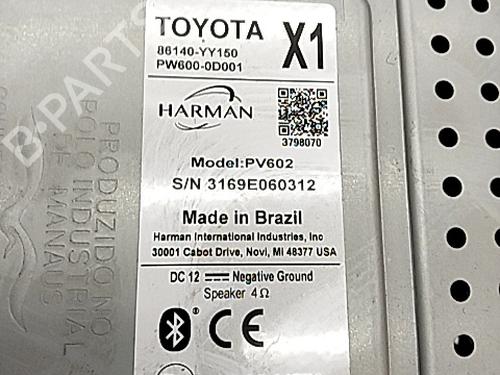 TOYOTA X1
86140-YY150
PW600-0D001
HARMAN
3798070
Model:PV602
S/N 3169E060312
Made in Brazil
Harman International Industries, Inc
30001 Cabot Drive, Novi, MI 48377 USA
DC 12 Negative Ground
Speaker 4 Ω
CE
PRODUZIDO NO
POLO INDUSTRIAL
DE MANAUS
B-PARTS